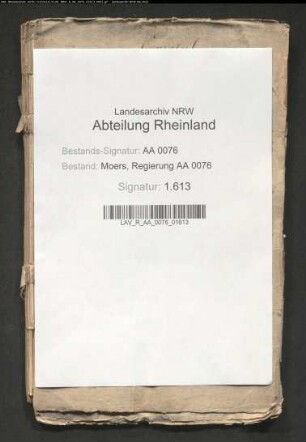 Landesarchiv NRW
Abteilung Rheinland
Bestands-Signatur: AA 0076
Bestand: Moers, Regierung AA 0076
Signatur: 1.613
LAV_R_AA_0076_01613